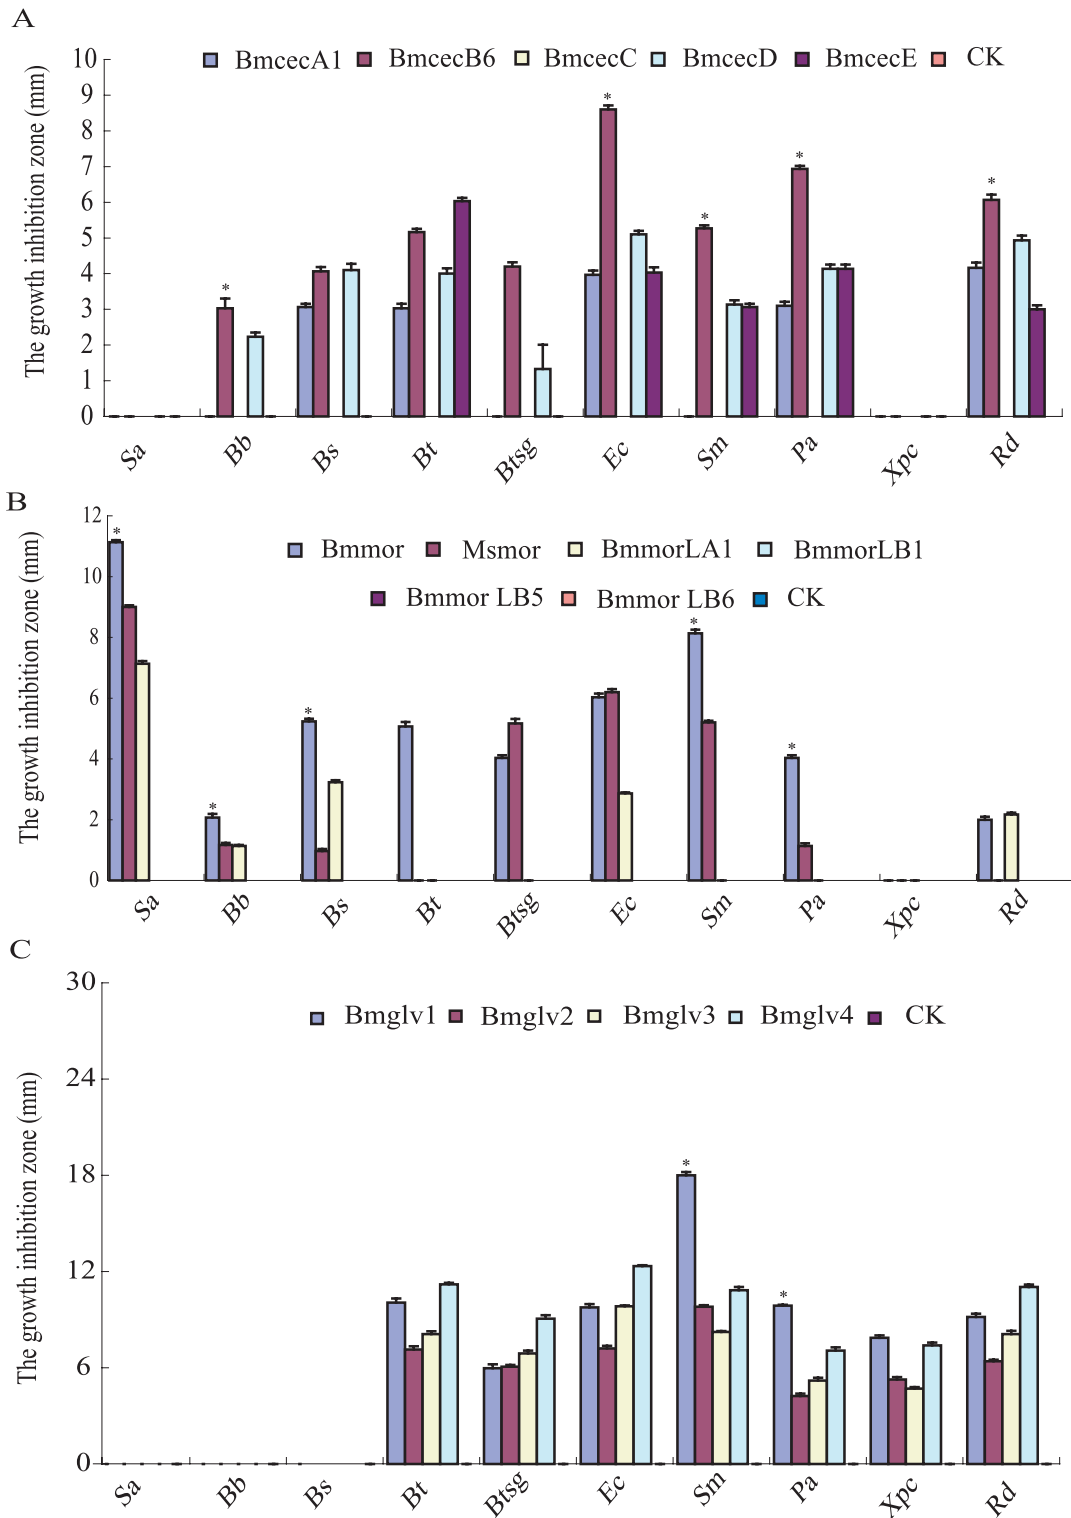 A
The growth inhibition zone (mm)
BmcecA1 BmcecB6 BmcecC BmcecD BmcecE CK
10
9
8
7
6
5
4
3
2
1
0
* * * * *
Sa Bb Bs Bt Btsg Ec Sm Pa Xpc Rd
B
The growth inhibition zone (mm)
Bmmor Msmor BmmorLA1 BmmorLB1
Bmmor LB5 Bmmor LB6 CK
12
10
8
6
4
2
0
* * * * *
Sa Bb Bs Bt Btsg Ec Sm Pa Xpc Rd
C
The growth inhibition zone (mm)
Bmglv1 Bmglv2 Bmglv3 Bmglv4 CK
30
24
18
12
6
0
* *
Sa Bb Bs Bt Btsg Ec Sm Pa Xpc Rd